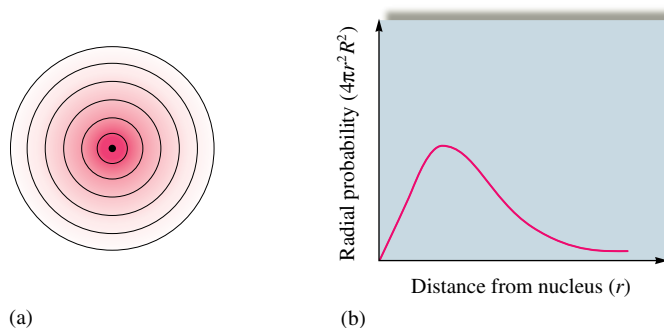 Radial probability (4πr²R²)
Distance from nucleus (r)
(a)
(b)